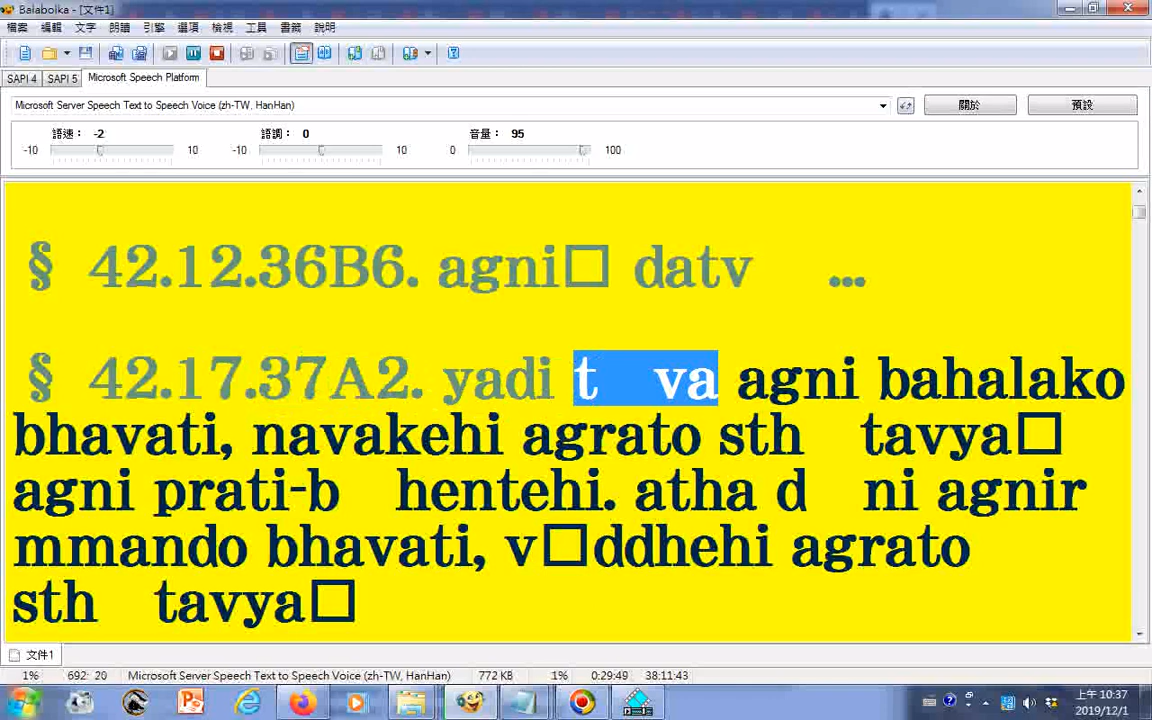 Balabolka - [文件1]
檔案 編輯 文字 朗讀 引擎 選項 檢視 工具 書籤 說明
SAPI 4 SAPI 5 Microsoft Speech Platform
Microsoft Server Speech Text to Speech Voice (zh-TW, HanHan)
關於 預設
語速： -2 語調： 0 音量： 95
-10 10 -10 10 0 100
§ 42.12.36B6. agni□ datv ...
§ 42.17.37A2. yadi t va agni bahalako
bhavati, navakehi agrato sth tavya□
agni prati-b hentehi. atha d ni agnir
mmando bhavati, v□ddhehi agrato
sth tavya□
文件1
1% 692: 20 Microsoft Server Speech Text to Speech Voice (zh-TW, HanHan) 772 KB 1% 0:29:49 38:11:43
上午 10:37
2019/12/1